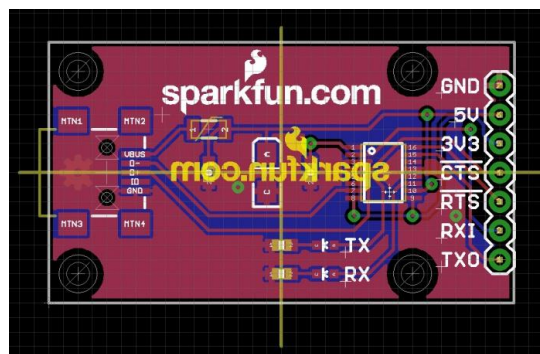 sparkfun.com
GND
5V
3V3
CTS
RTS
RXI
TXO
MTN1
MTN2
VBUS
D-
D+
ID
GND
MTN3
MTN4
sparkfun.com
TX
RX